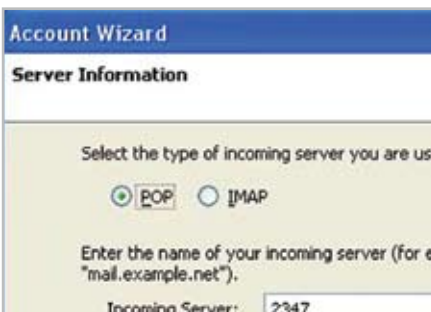 Account Wizard
Server Information
Select the type of incoming server you are us
POP IMAP
Enter the name of your incoming server (for e
"mail.example.net").
Incoming Server: 2347